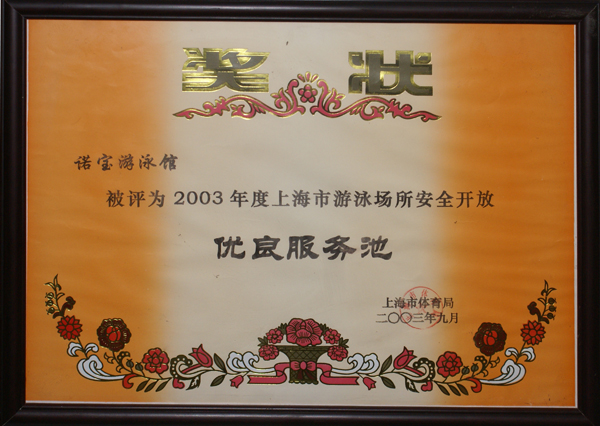 奖状
诺宝游泳馆
被评为2003年度上海市游泳场所安全开放
优良服务池
上海市体育局
二〇〇三年九月